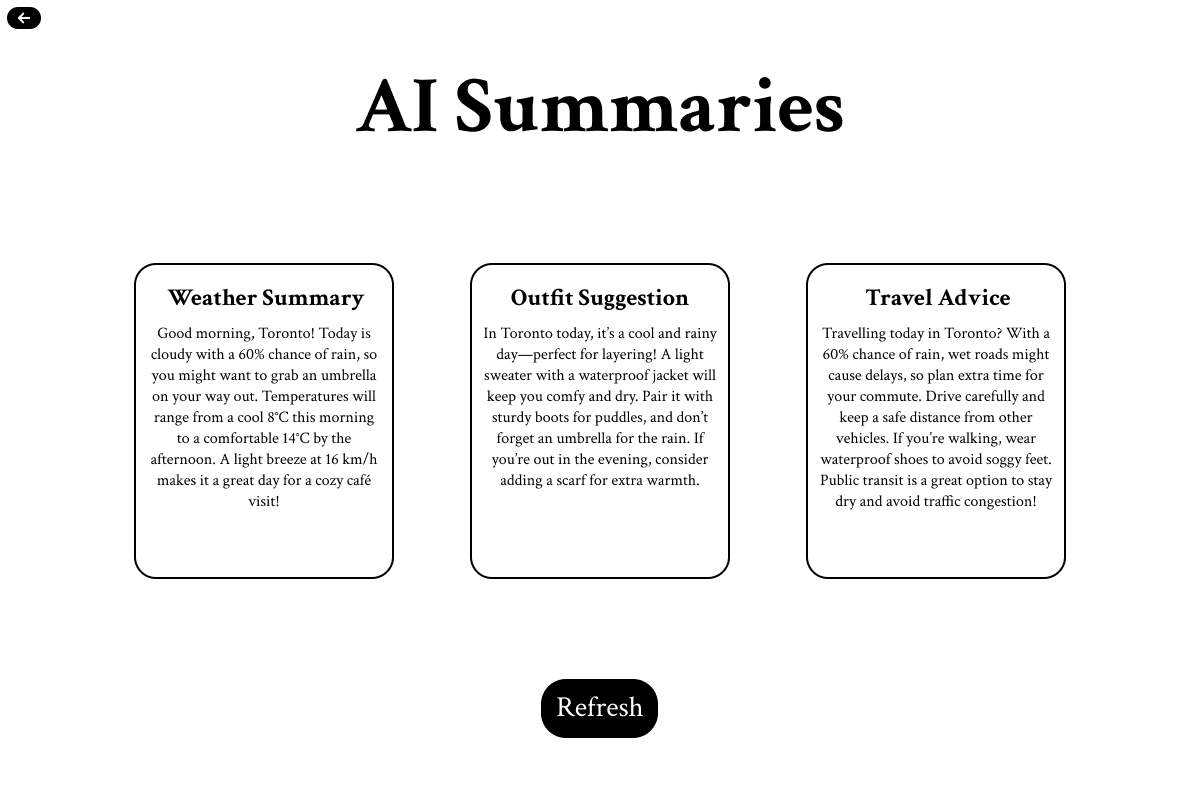 AI Summaries
Weather Summary
Good morning, Toronto! Today is
cloudy with a 60% chance of rain, so
you might want to grab an umbrella
on your way out. Temperatures will
range from a cool 8°C this morning
to a comfortable 14°C by the
afternoon. A light breeze at 16 km/h
makes it a great day for a cozy café
visit!
Outfit Suggestion
In Toronto today, it’s a cool and rainy
day—perfect for layering! A light
sweater with a waterproof jacket will
keep you comfy and dry. Pair it with
sturdy boots for puddles, and don’t
forget an umbrella for the rain. If
you’re out in the evening, consider
adding a scarf for extra warmth.
Travel Advice
Travelling today in Toronto? With a
60% chance of rain, wet roads might
cause delays, so plan extra time for
your commute. Drive carefully and
keep a safe distance from other
vehicles. If you’re walking, wear
waterproof shoes to avoid soggy feet.
Public transit is a great option to stay
dry and avoid traffic congestion!
Refresh